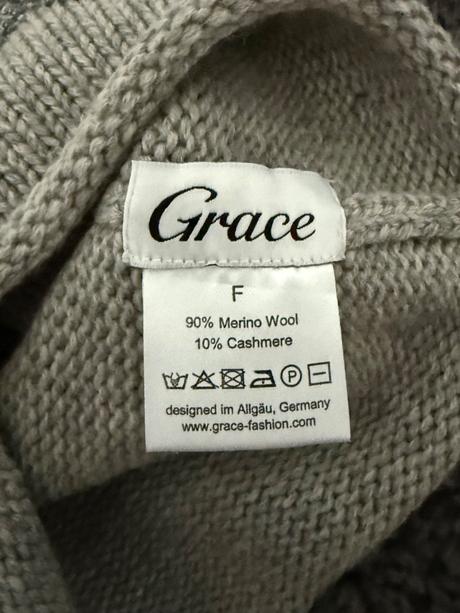 Grace
F
90% Merino Wool
10% Cashmere
P
designed im Allgäu, Germany
www.grace-fashion.com